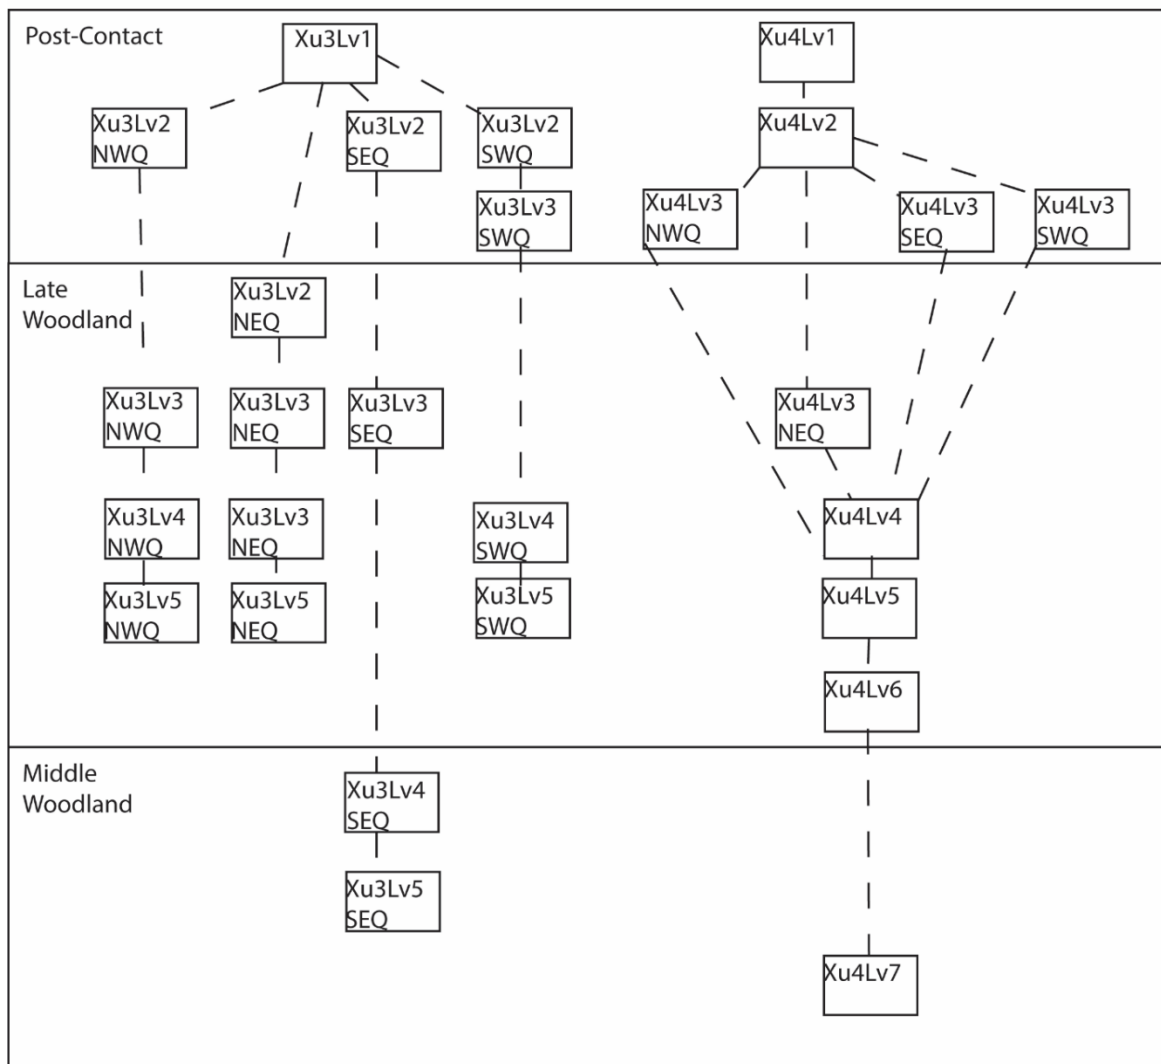 Post-Contact
Xu3Lv1
Xu4Lv1
Xu3Lv2
NWQ
Xu3Lv2
SEQ
Xu3Lv2
SWQ
Xu4Lv2
Xu3Lv3
SWQ
Xu4Lv3
NWQ
Xu4Lv3
SEQ
Xu4Lv3
SWQ
Late
Woodland
Xu3Lv2
NEQ
Xu3Lv3
NWQ
Xu3Lv3
NEQ
Xu3Lv3
SEQ
Xu4Lv3
NEQ
Xu3Lv4
NWQ
Xu3Lv3
NEQ
Xu3Lv4
SWQ
Xu4Lv4
Xu3Lv5
NWQ
Xu3Lv5
NEQ
Xu3Lv5
SWQ
Xu4Lv5
Xu4Lv6
Middle
Woodland
Xu3Lv4
SEQ
Xu3Lv5
SEQ
Xu4Lv7